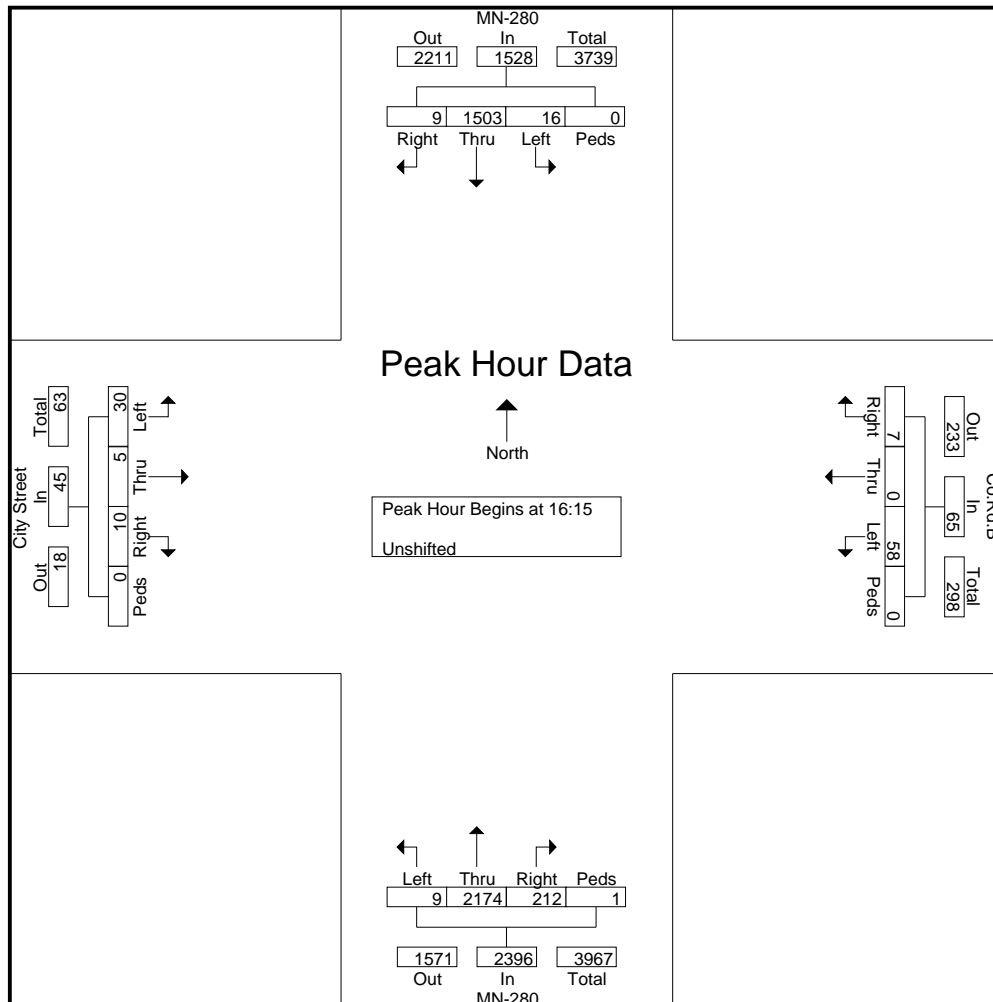 MN-280
Out In Total
2211 1528 3739
9 1503 16 0
Right Thru Left Peds
Peak Hour Data
North
Peak Hour Begins at 16:15
Unshifted
City Street
Total In Out
63 45 18
30 5 10 0
Left Thru Right Peds
Right Thru Left Peds
7 0 58 0
Out In Total
233 65 298
Left Thru Right Peds
9 2174 212 1
1571 2396 3967
Out In Total
MN-280